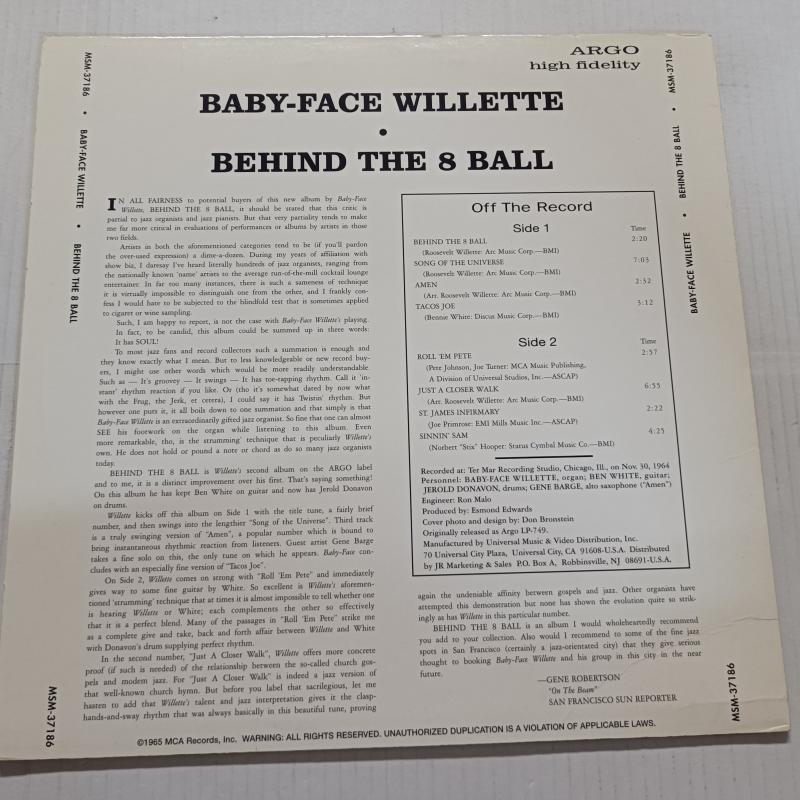 ARGO
high fidelity
BABY-FACE WILLETTE
•
BEHIND THE 8 BALL
MSM-37186 • BABY-FACE WILLETTE • BEHIND THE 8 BALL
IN ALL FAIRNESS to potential buyers of this new album by Baby-Face
Willette, BEHIND THE 8 BALL, it should be stated that this critic is
partial to jazz organists and jazz pianists. But that very partiality tends to make
me far more critical in evaluations of performances or albums by artists in those
two fields.
Artists in both the aforementioned categories tend to be (if you'll pardon
the over-used expression) a dime-a-dozen. During my years of affiliation with
show biz, I daresay I've heard literally hundreds of jazz organists, ranging from
the nationally known 'name' artists to the average run-of-the-mill cocktail lounge
entertainer. In far too many instances, there is such a sameness of technique
it is virtually impossible to distinguish one from the other, and I frankly con-
fess I would hate to be subjected to the blindfold test that is sometimes applied
to cigaret or wine sampling.
Such, I am happy to report, is not the case with Baby-Face Willette's playing.
In fact, to be candid, this album could be summed up in three words:
It has SOUL!
To most jazz fans and record collectors such a summation is enough and
they know exactly what I mean. But to less knowledgeable or new record buy-
ers, I might use other words which would be more readily understandable.
Such as — It's groovy — It swings — It has toe-tapping rhythm. Call it 'in-
stant' rhythm reaction if you like. Or (tho it's somewhat dated by now what
with the Frug, the Jerk, et cetera), I could say it has Twistin' rhythm. But
however one puts it, it all boils down to one summation and that simply is that
Baby-Face Willette is an extraordinarily gifted jazz organist. So fine that one can almost
SEE his footwork on the organ while listening to this album. Even
more remarkable, tho, is the strumming' technique that is peculiarly Willette's
own. He does not hold or pound a note or chord as do so many jazz organists
today.
BEHIND THE 8 BALL is Willette's second album on the ARGO label
and to me, it is a distinct improvement over his first. That's saying something!
On this album he has kept Ben White on guitar and now has Jerold Donavon
on drums.
Willette kicks off this album on Side 1 with the title tune, a fairly brief
number, and then swings into the lengthier "Song of the Universe". Third track
is a truly swinging version of "Amen", a popular number which is bound to
bring instantaneous rhythmic reaction from listeners. Guest artist Gene Barge
takes a fine solo on this, the only tune on which he appears. Baby-Face con-
cludes with an especially fine version of "Tacos Joe".
On Side 2, Willette comes on strong with "Roll 'Em Pete" and immediately
gives way to some fine guitar by White. So excellent is Willette's aforemen-
tioned 'strumming' technique that at times it is almost impossible to tell whether one
is hearing Willette or White; each complements the other so effectively
that it is a perfect blend. Many of the passages in "Roll 'Em Pete" strike me
as a complete give and take, back and forth affair between Willette and White
with Donavon's drum supplying perfect rhythm.
In the second number, "Just A Closer Walk", Willette offers more concrete
proof (if such is needed) of the relationship between the so-called church gos-
pels and modern jazz. For "Just A Closer Walk" is indeed a jazz version of
that well-known church hymn. But before you label that sacrilegious, let me
hasten to add that Willette's talent and jazz interpretation gives it the clasp-
hands-and-sway rhythm that was always basically in this beautiful tune, proving
Off The Record
Side 1
Time
BEHIND THE 8 BALL 2:20
(Roosevelt Willette: Arc Music Corp.—BMI)
SONG OF THE UNIVERSE 7:03
(Roosevelt Willette: Arc Music Corp.—BMI)
AMEN 2:32
(Arr. Roosevelt Willette: Arc Music Corp.—BMI)
TACOS JOE 3:12
(Bennie White: Discus Music Corp.—BMI)
Side 2
Time
ROLL 'EM PETE 2:57
(Pete Johnson, Joe Turner: MCA Music Publishing,
A Division of Universal Studios, Inc.—ASCAP)
JUST A CLOSER WALK 6:55
(Arr. Roosevelt Willette: Arc Music Corp.—BMI)
ST. JAMES INFIRMARY 2:22
(Joe Primrose: EMI Mills Music Inc.—ASCAP)
SINNIN' SAM 4:25
(Norbert "Stix" Hooper: Status Cymbal Music Co.—BMI)
Recorded at: Ter Mar Recording Studio, Chicago, Ill., on Nov. 30, 1964
Personnel: BABY-FACE WILLETTE, organ; BEN WHITE, guitar;
JEROLD DONAVON, drums; GENE BARGE, alto saxophone ("Amen")
Engineer: Ron Malo
Produced by: Esmond Edwards
Cover photo and design by: Don Bronstein
Originally released as Argo LP-749.
Manufactured by Universal Music & Video Distribution, Inc.
70 Universal City Plaza, Universal City, CA 91608-U.S.A. Distributed
by JR Marketing & Sales P.O. Box A, Robbinsville, NJ 08691-U.S.A.
again the undeniable affinity between gospels and jazz. Other organists have
attempted this demonstration but none has shown the evolution quite so strik-
ingly as has Willette in this particular number.
BEHIND THE 8 BALL is an album I would wholeheartedly recommend
you add to your collection. Also would I recommend to some of the fine jazz
spots in San Francisco (certainly a jazz-orientated city) that they give serious
thought to booking Baby-Face Willette and his group in this city in the near
future.
—GENE ROBERTSON
"On The Beam"
SAN FRANCISCO SUN REPORTER
BABY-FACE WILLETTE • BEHIND THE 8 BALL • MSM-37186
MSM-37186
MSM-37186
©1965 MCA Records, Inc. WARNING: ALL RIGHTS RESERVED. UNAUTHORIZED DUPLICATION IS A VIOLATION OF APPLICABLE LAWS.